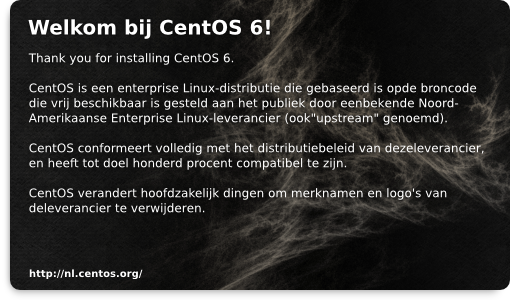 Welkom bij CentOS 6!
Thank you for installing CentOS 6.
CentOS is een enterprise Linux-distributie die gebaseerd is opde broncode
die vrij beschikbaar is gesteld aan het publiek door eenbekende Noord-
Amerikaanse Enterprise Linux-leverancier (ook"upstream" genoemd).
CentOS conformeert volledig met het distributiebeleid van dezeleverancier,
en heeft tot doel honderd procent compatibel te zijn.
CentOS verandert hoofdzakelijk dingen om merknamen en logo's van
deleverancier te verwijderen.
http://nl.centos.org/